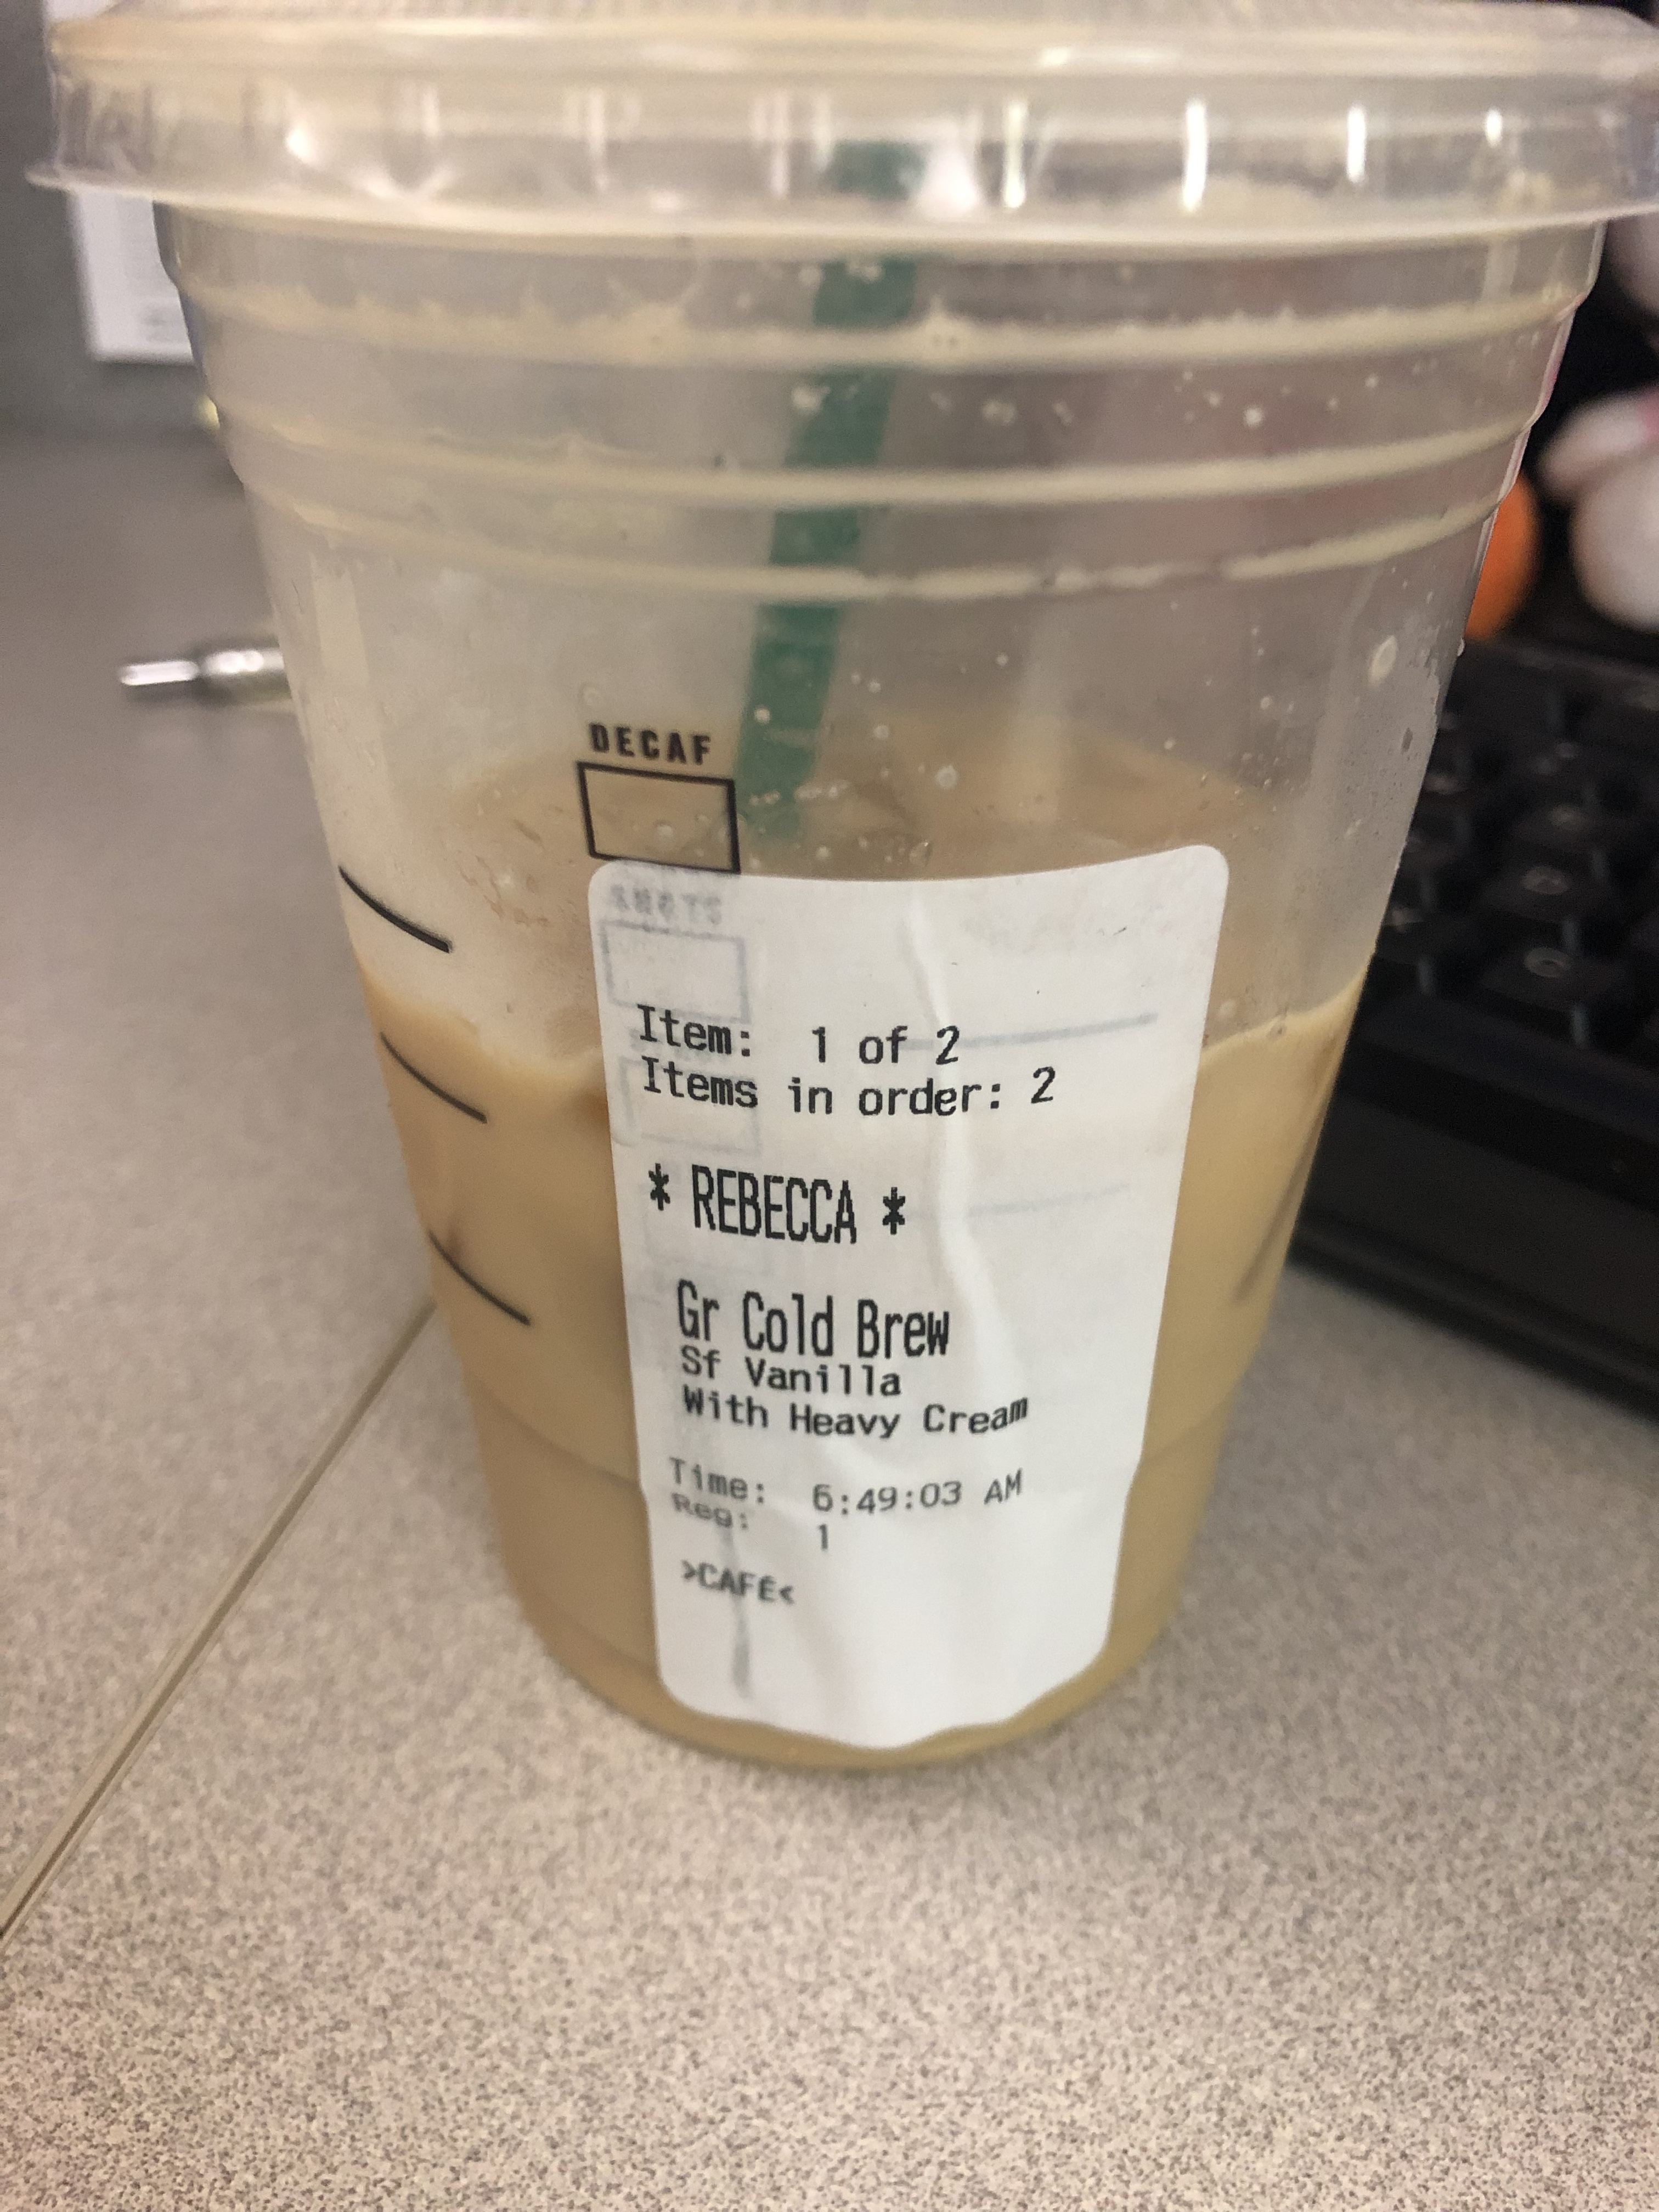 DECAF
SHOTS
Item: 1 of 2
Items in order: 2
* REBECCA *
Gr Cold Brew
Sf Vanilla
With Heavy Cream
Time: 6:49:03 AM
Reg: 1
>CAFE<